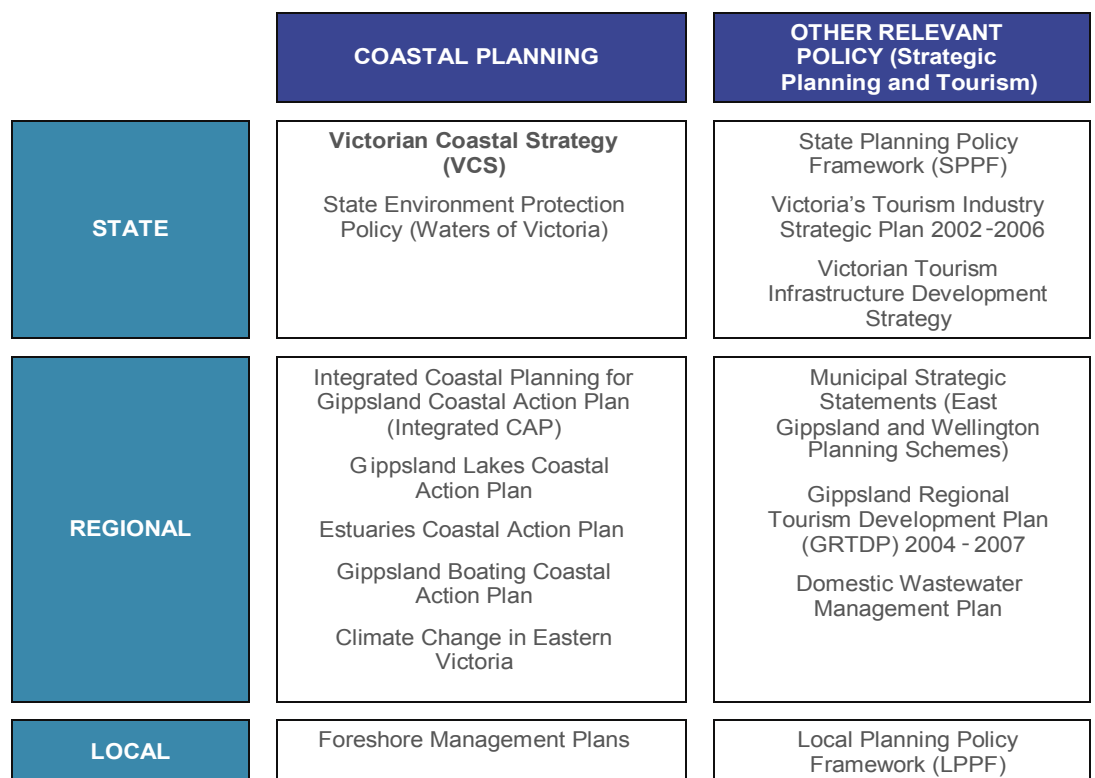 COASTAL PLANNING
OTHER RELEVANT
POLICY (Strategic
Planning and Tourism)
STATE
Victorian Coastal Strategy
(VCS)
State Environment Protection
Policy (Waters of Victoria)
State Planning Policy
Framework (SPPF)
Victoria's Tourism Industry
Strategic Plan 2002-2006
Victorian Tourism
Infrastructure Development
Strategy
REGIONAL
Integrated Coastal Planning for
Gippsland Coastal Action Plan
(Integrated CAP)
Gippsland Lakes Coastal
Action Plan
Estuaries Coastal Action Plan
Gippsland Boating Coastal
Action Plan
Climate Change in Eastern
Victoria
Municipal Strategic
Statements (East
Gippsland and Wellington
Planning Schemes)
Gippsland Regional
Tourism Development Plan
(GRTDP) 2004 - 2007
Domestic Wastewater
Management Plan
LOCAL
Foreshore Management Plans
Local Planning Policy
Framework (LPPF)